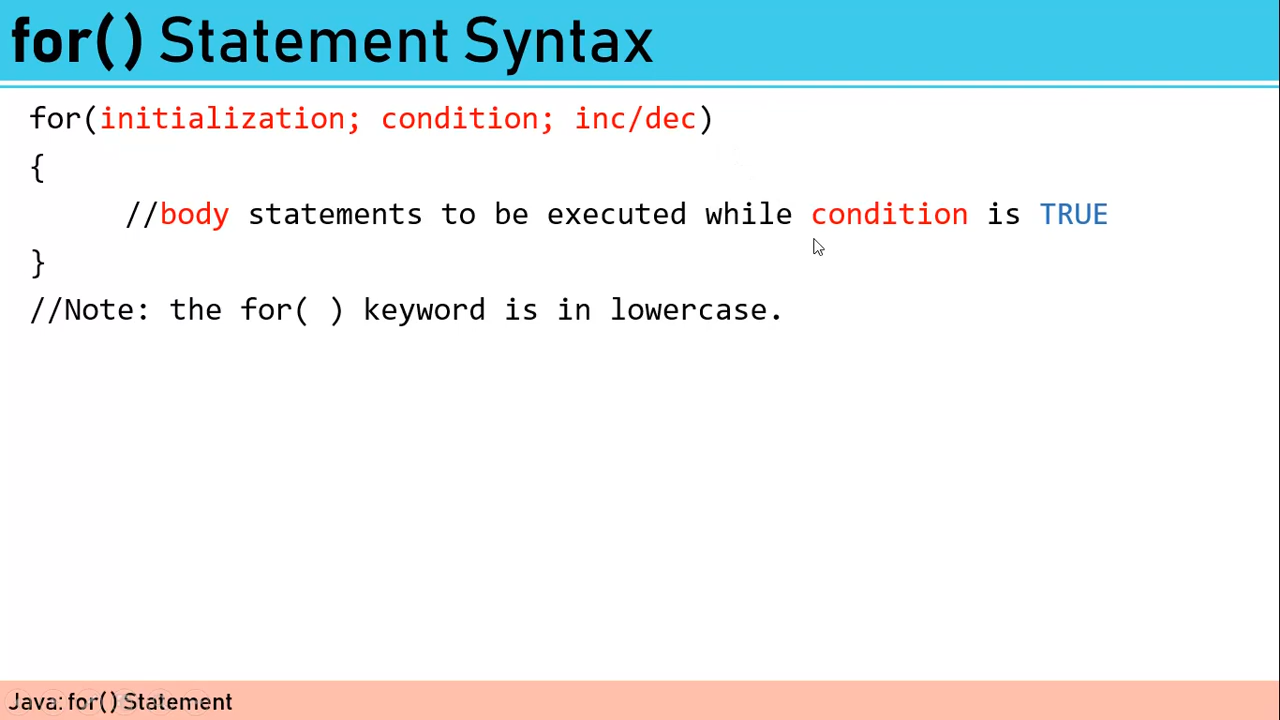 for() Statement Syntax
for(initialization; condition; inc/dec)
{
//body statements to be executed while condition is TRUE
}
//Note: the for( ) keyword is in lowercase.
Java: for() Statement